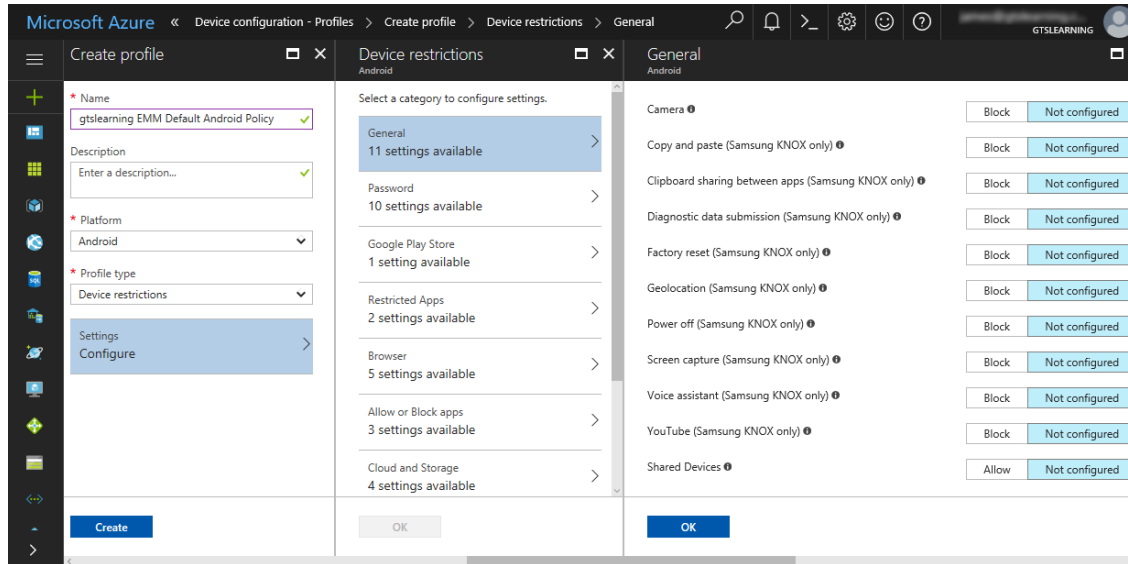 Microsoft Azure « Device configuration - Profiles > Create profile > Device restrictions > General
GTSLEARNING
Create profile
* Name
gtslearning EMM Default Android Policy
Description
Enter a description...
* Platform
Android
* Profile type
Device restrictions
Settings
Configure
Create
Device restrictions
Android
Select a category to configure settings.
General
11 settings available
Password
10 settings available
Google Play Store
1 setting available
Restricted Apps
2 settings available
Browser
5 settings available
Allow or Block apps
3 settings available
Cloud and Storage
4 settings available
OK
General
Android
Camera Block Not configured
Copy and paste (Samsung KNOX only) Block Not configured
Clipboard sharing between apps (Samsung KNOX only) Block Not configured
Diagnostic data submission (Samsung KNOX only) Block Not configured
Factory reset (Samsung KNOX only) Block Not configured
Geolocation (Samsung KNOX only) Block Not configured
Power off (Samsung KNOX only) Block Not configured
Screen capture (Samsung KNOX only) Block Not configured
Voice assistant (Samsung KNOX only) Block Not configured
YouTube (Samsung KNOX only) Block Not configured
Shared Devices Allow Not configured
OK